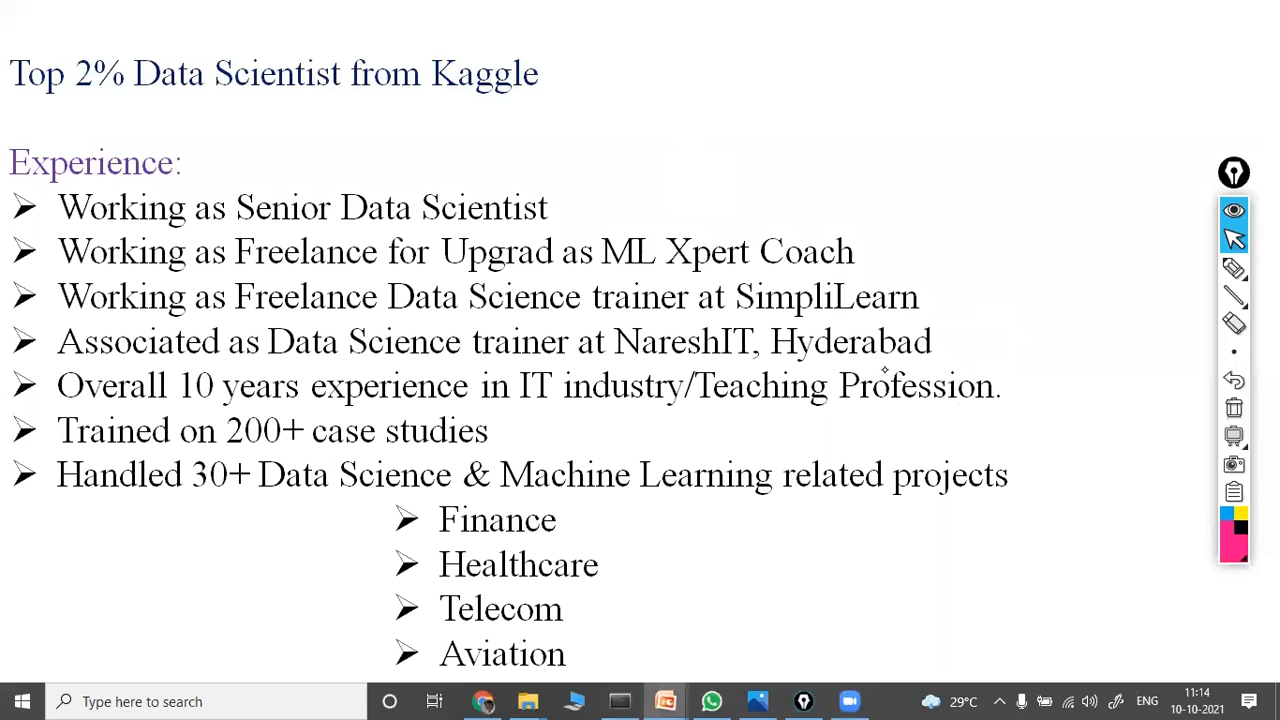 Top 2% Data Scientist from Kaggle
Experience:
➢ Working as Senior Data Scientist
➢ Working as Freelance for Upgrad as ML Xpert Coach
➢ Working as Freelance Data Science trainer at SimpliLearn
➢ Associated as Data Science trainer at NareshIT, Hyderabad
➢ Overall 10 years experience in IT industry/Teaching Profession.
➢ Trained on 200+ case studies
➢ Handled 30+ Data Science & Machine Learning related projects
➢ Finance
➢ Healthcare
➢ Telecom
➢ Aviation
Type here to search
29°C
ENG
11:14
10-10-2021